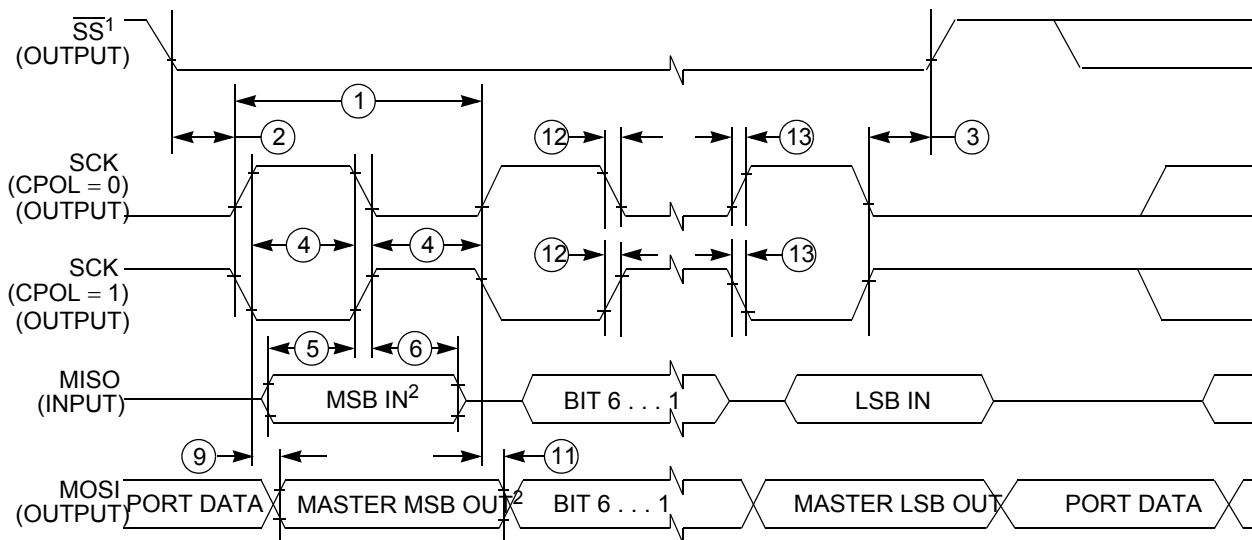 SS¹
(OUTPUT)
1
2
12
13
3
SCK
(CPOL = 0)
(OUTPUT)
4
4
12
13
SCK
(CPOL = 1)
(OUTPUT)
5
6
MISO
(INPUT)
MSB IN²
BIT 6 . . . 1
LSB IN
9
11
MOSI
(OUTPUT)
PORT DATA
MASTER MSB OUT²
BIT 6 . . . 1
MASTER LSB OUT
PORT DATA